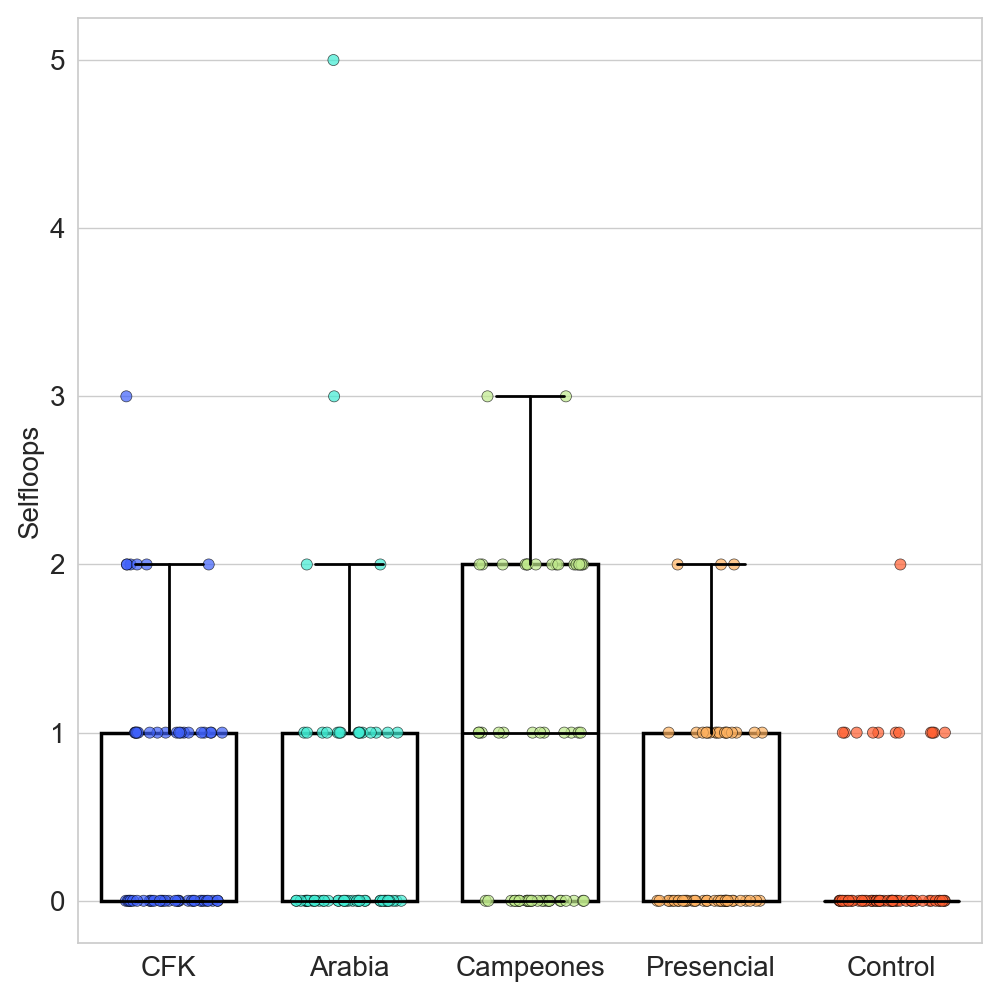 5
4
3
2
1
0
Selfloops
CFK
Arabia
Campeones
Presencial
Control